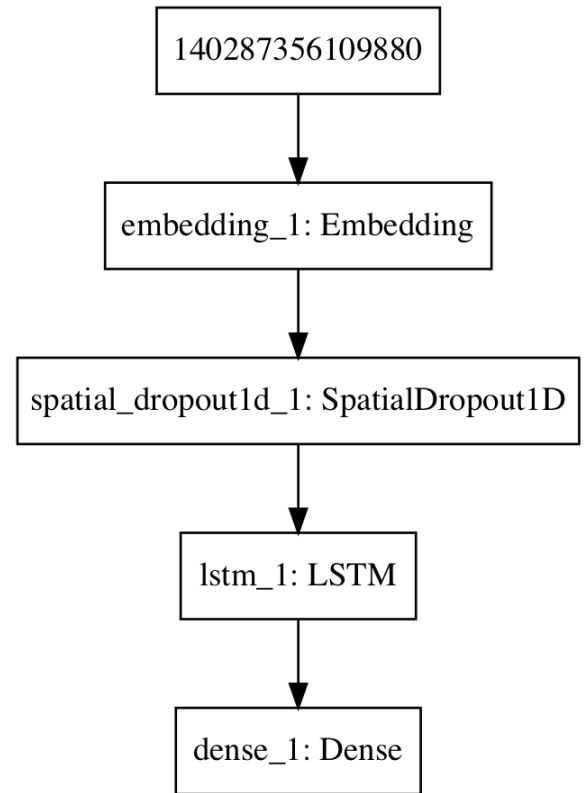 140287356109880
embedding_1: Embedding
spatial_dropout1d_1: SpatialDropout1D
lstm_1: LSTM
dense_1: Dense